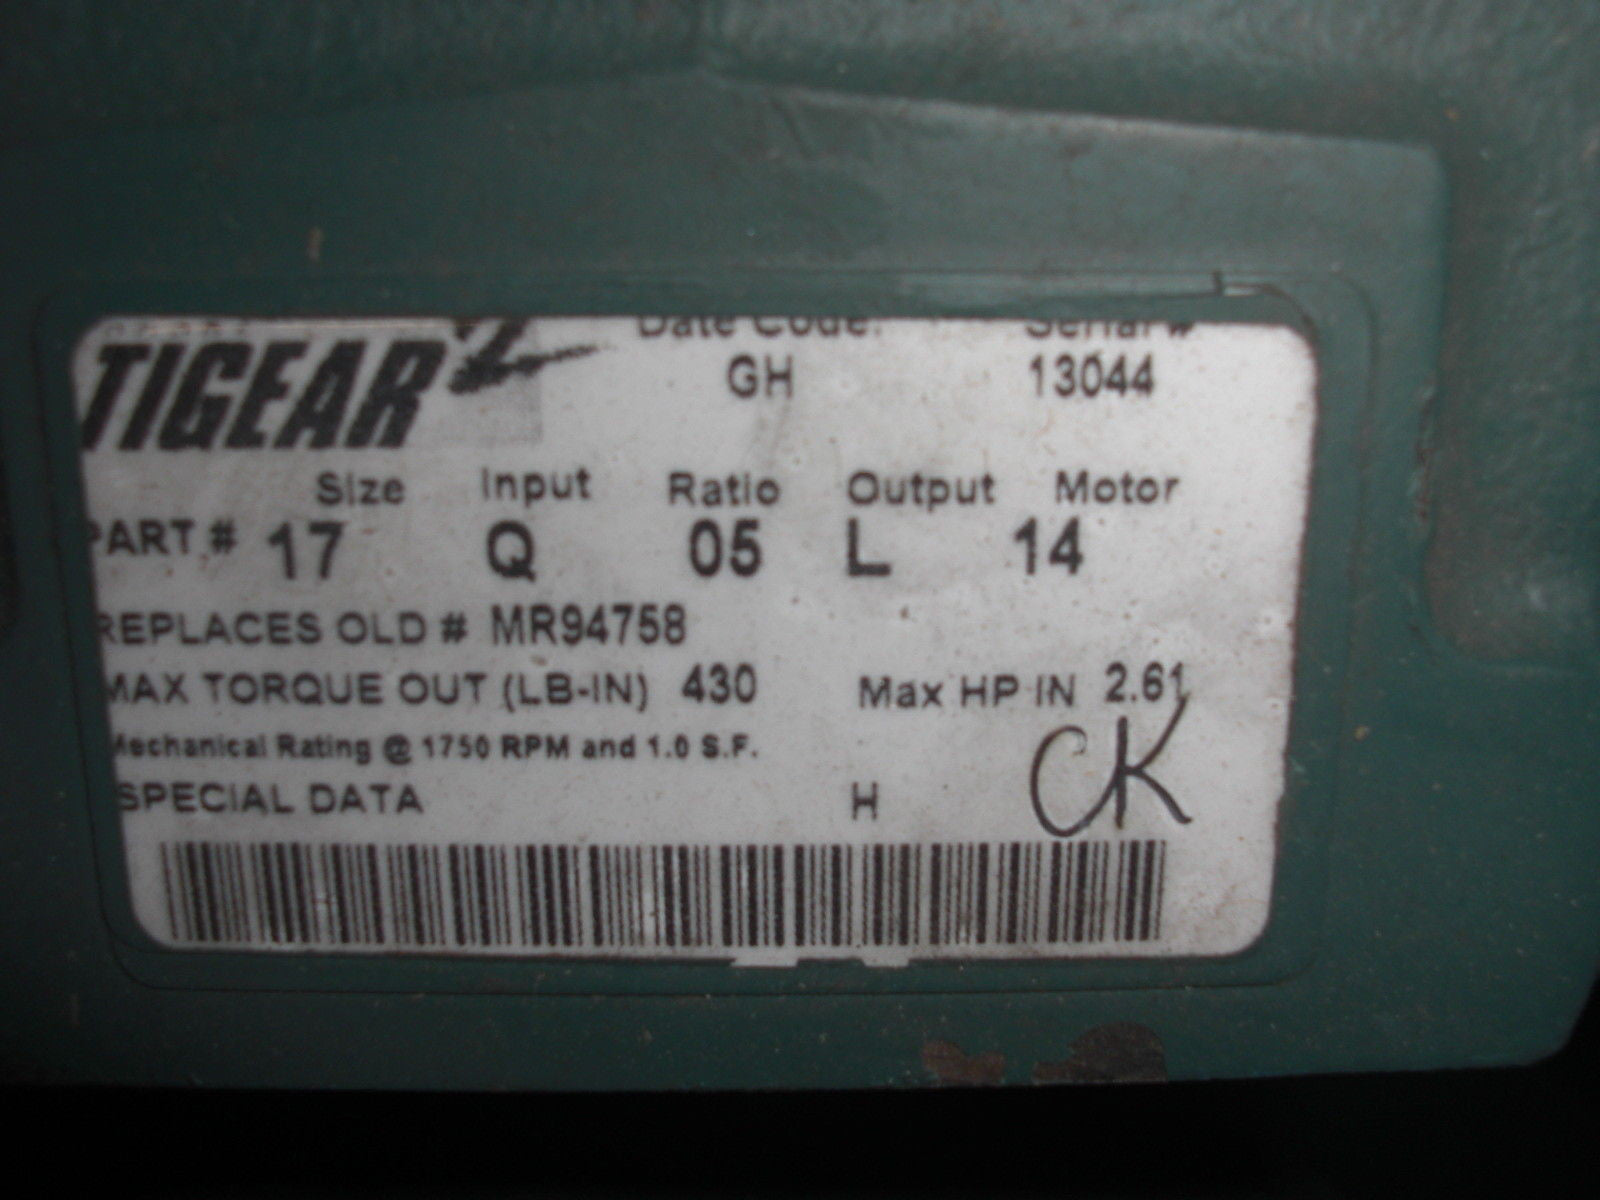 TIGEAR 2 Date Code: Serial #
GH 13044
Size Input Ratio Output Motor
PART # 17 Q 05 L 14
REPLACES OLD # MR94758
MAX TORQUE OUT (LB-IN) 430 Max HP IN 2.61
Mechanical Rating @ 1750 RPM and 1.0 S.F.
SPECIAL DATA H CK